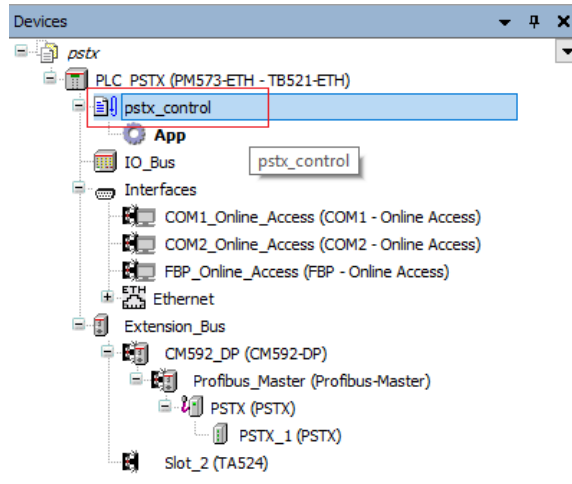 Devices
pstx
PLC_PSTX (PM573-ETH - TB521-ETH)
pstx_control
App
IO_Bus
pstx_control
Interfaces
COM1_Online_Access (COM1 - Online Access)
COM2_Online_Access (COM2 - Online Access)
FBP_Online_Access (FBP - Online Access)
ETH Ethernet
Extension_Bus
CM592_DP (CM592-DP)
Profibus_Master (Profibus-Master)
PSTX (PSTX)
PSTX_1 (PSTX)
Slot_2 (TA524)